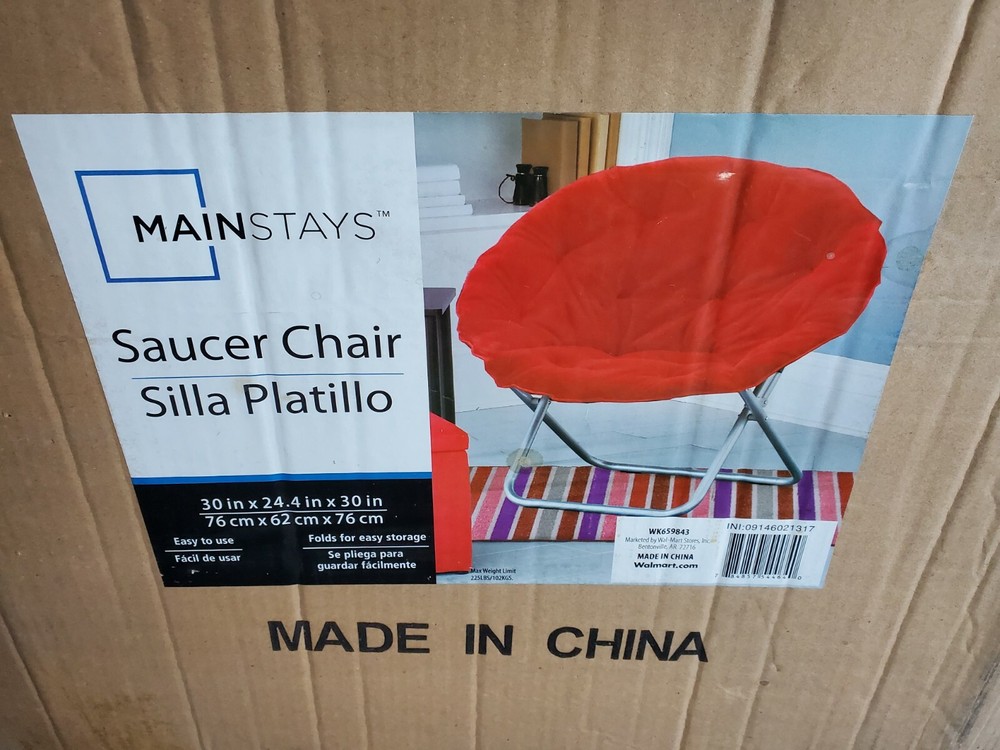 MAINSTAYS™
Saucer Chair
Silla Platillo
30 in x 24.4 in x 30 in
76 cm x 62 cm x 76 cm
Easy to use
Fácil de usar
Folds for easy storage
Se pliega para
guardar fácilmente
Max Weight Limit
225LBS/102KGS.
WK659843
Marketed by Wal-Mart Stores, Inc.
Bentonville, AR 72716
MADE IN CHINA
Walmart.com
INI:09146021317
MADE IN CHINA